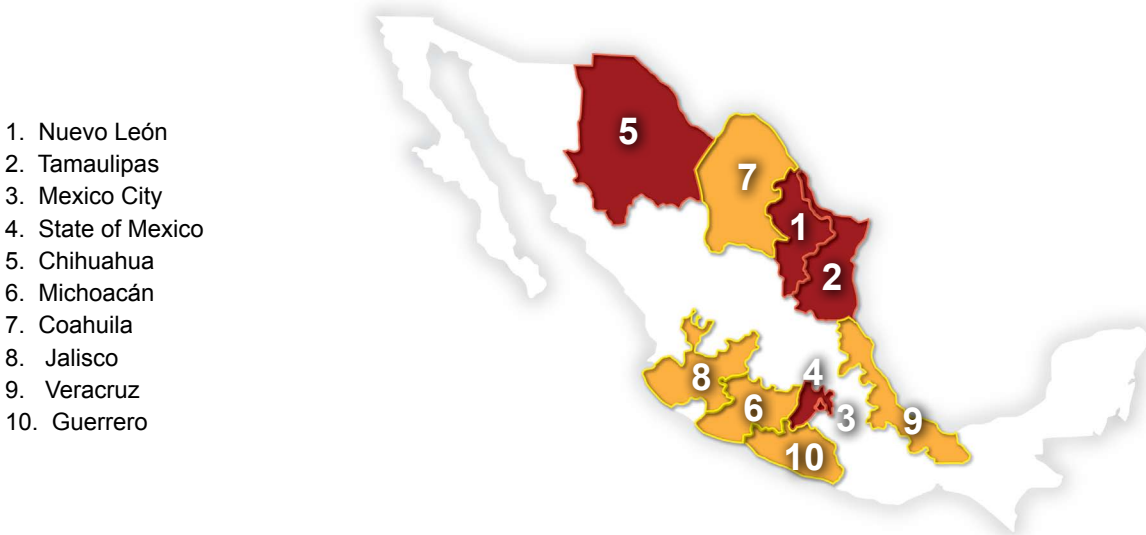 1. Nuevo León
2. Tamaulipas
3. Mexico City
4. State of Mexico
5. Chihuahua
6. Michoacán
7. Coahuila
8. Jalisco
9. Veracruz
10. Guerrero
5
7
1
2
4
8
6
3
9
10